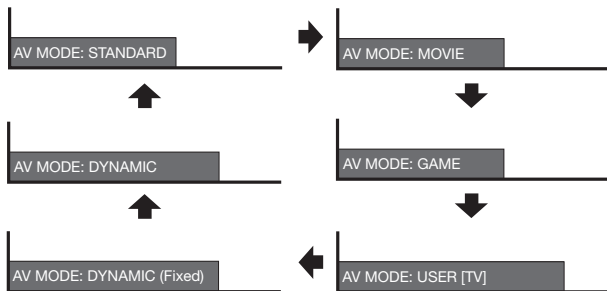 AV MODE: STANDARD
AV MODE: MOVIE
AV MODE: DYNAMIC
AV MODE: GAME
AV MODE: DYNAMIC (Fixed)
AV MODE: USER [TV]